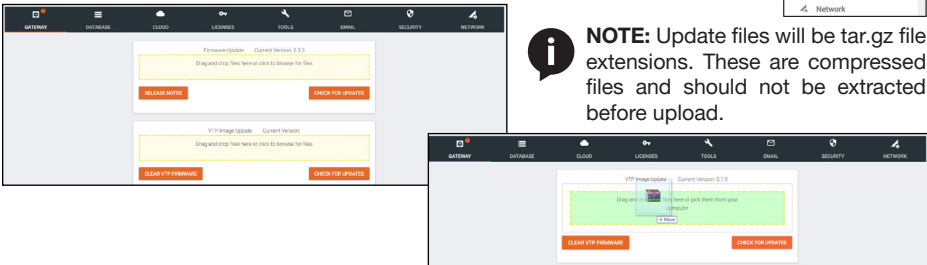 Network
GATEWAY DATABASE CLOUD LICENSES TOOLS EMAIL SECURITY NETWORK
Firmware Update Current Version: 2.3.3
Drag and drop files here or click to browse for files
RELEASE NOTES CHECK FOR UPDATES
VTP Image Update Current Version:
Drag and drop files here or click to browse for files
CLEAR VTP FIRMWARE CHECK FOR UPDATES
NOTE: Update files will be tar.gz file
extensions. These are compressed
files and should not be extracted
before upload.
GATEWAY DATABASE CLOUD LICENSES TOOLS EMAIL SECURITY NETWORK
VTP Image Update Current Version: 0.7.9
Drag and files here or pick them from your
computer
Move
CLEAR VTP FIRMWARE CHECK FOR UPDATES